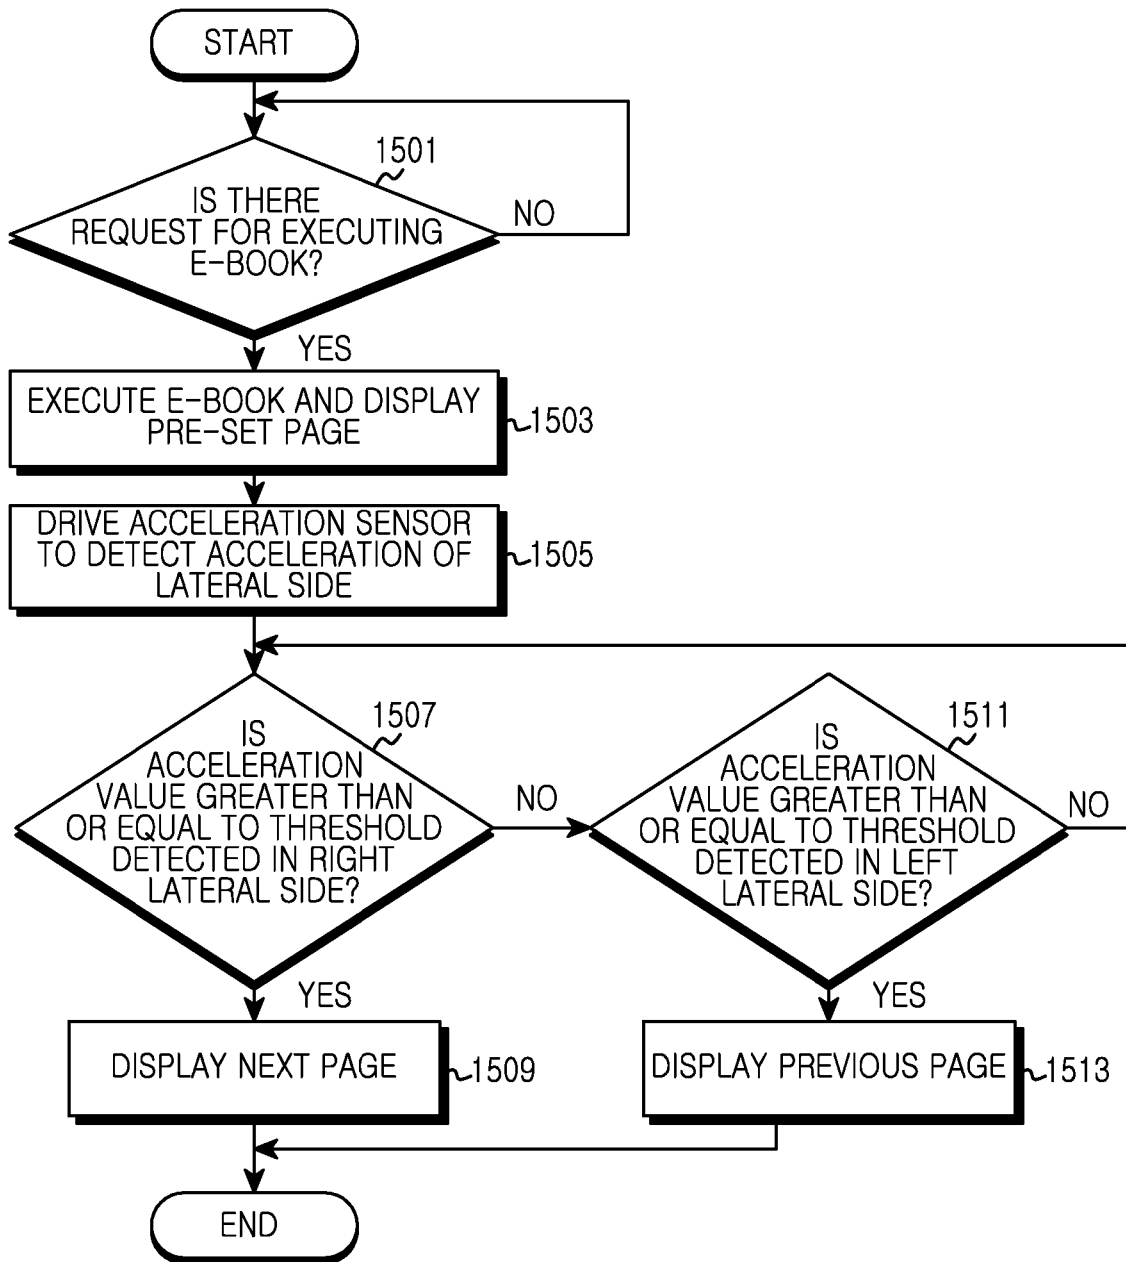 START
1501
IS THERE
REQUEST FOR EXECUTING
E-BOOK?
NO
YES
EXECUTE E-BOOK AND DISPLAY
PRE-SET PAGE
1503
DRIVE ACCELERATION SENSOR
TO DETECT ACCELERATION OF
LATERAL SIDE
1505
1507
IS
ACCELERATION
VALUE GREATER THAN
OR EQUAL TO THRESHOLD
DETECTED IN RIGHT
LATERAL SIDE?
NO
YES
1511
IS
ACCELERATION
VALUE GREATER THAN
OR EQUAL TO THRESHOLD
DETECTED IN LEFT
LATERAL SIDE?
NO
YES
DISPLAY NEXT PAGE
1509
DISPLAY PREVIOUS PAGE
1513
END